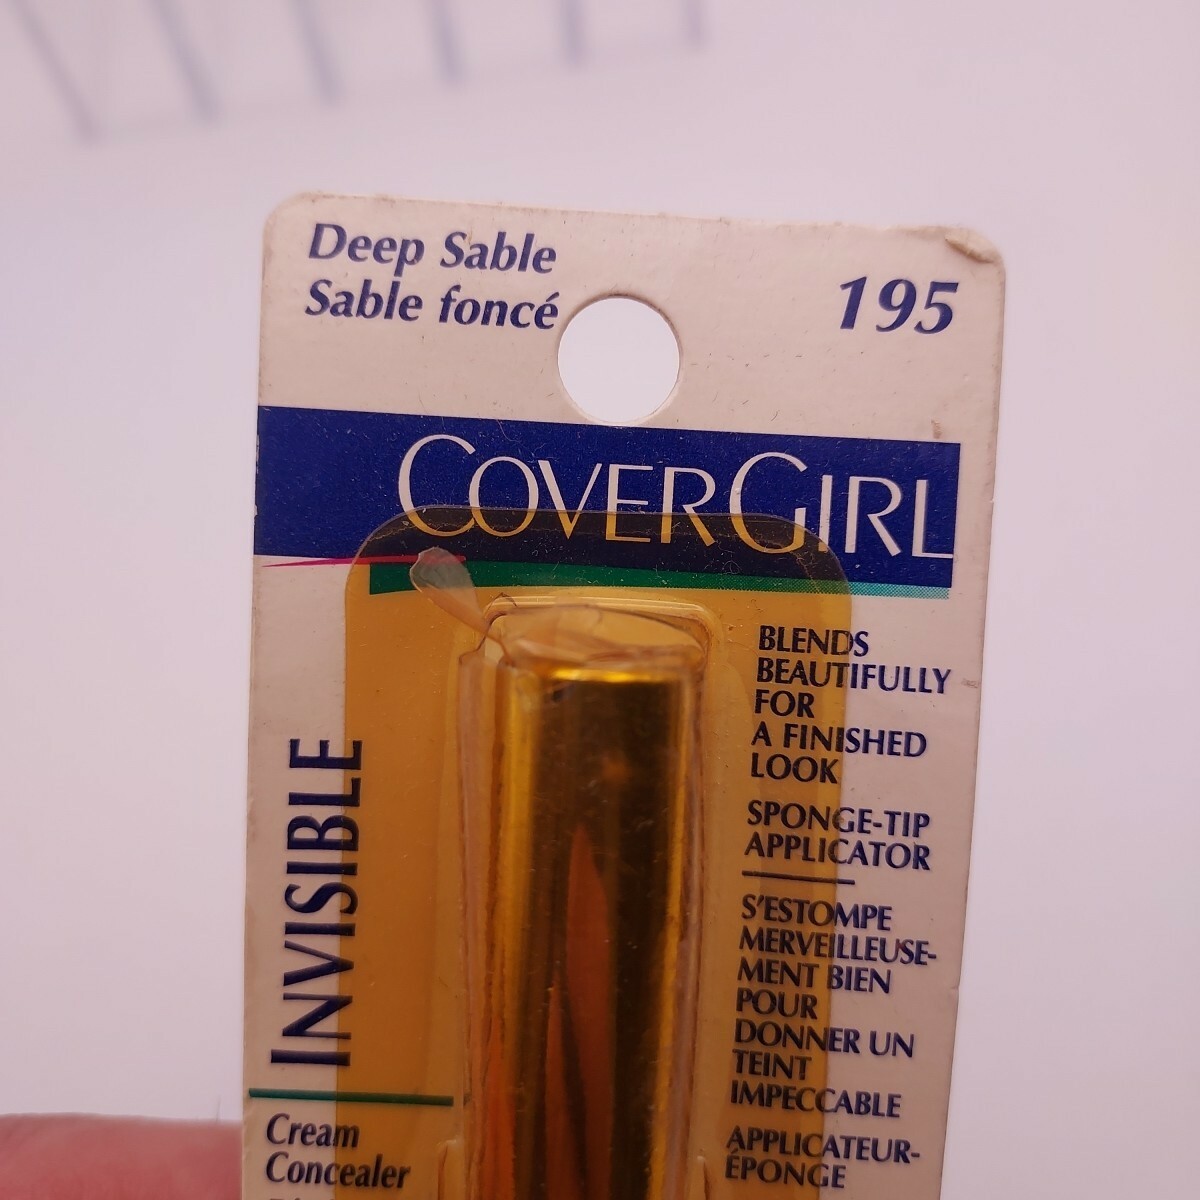 Deep Sable
Sable foncé
195
COVERGIRL
BLENDS
BEAUTIFULLY
FOR
A FINISHED
LOOK
SPONGE-TIP
APPLICATOR
S'ESTOMPE
MERVEILLEUSE-
MENT BIEN
POUR
DONNER UN
TEINT
IMPECCABLE
APPLICATEUR-
ÉPONGE
INVISIBLE
Cream
Concealer